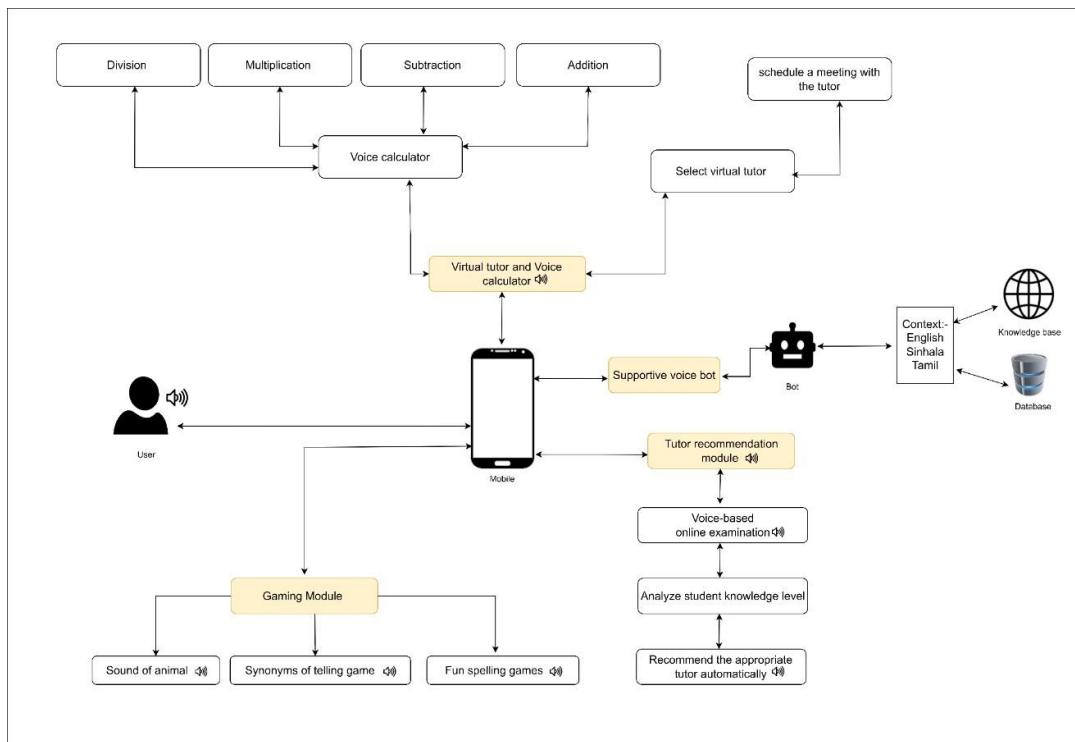 Division
Multiplication
Subtraction
Addition
schedule a meeting with
the tutor
Voice calculator
Select virtual tutor
Virtual tutor and Voice
calculator
Context:-
English
Sinhala
Tamil
Knowledge base
Supportive voice bot
Bot
Database
User
Tutor recommendation
module
Mobile
Voice-based
online examination
Gaming Module
Analyze student knowledge level
Sound of animal
Synonyms of telling game
Fun spelling games
Recommend the appropriate
tutor automatically